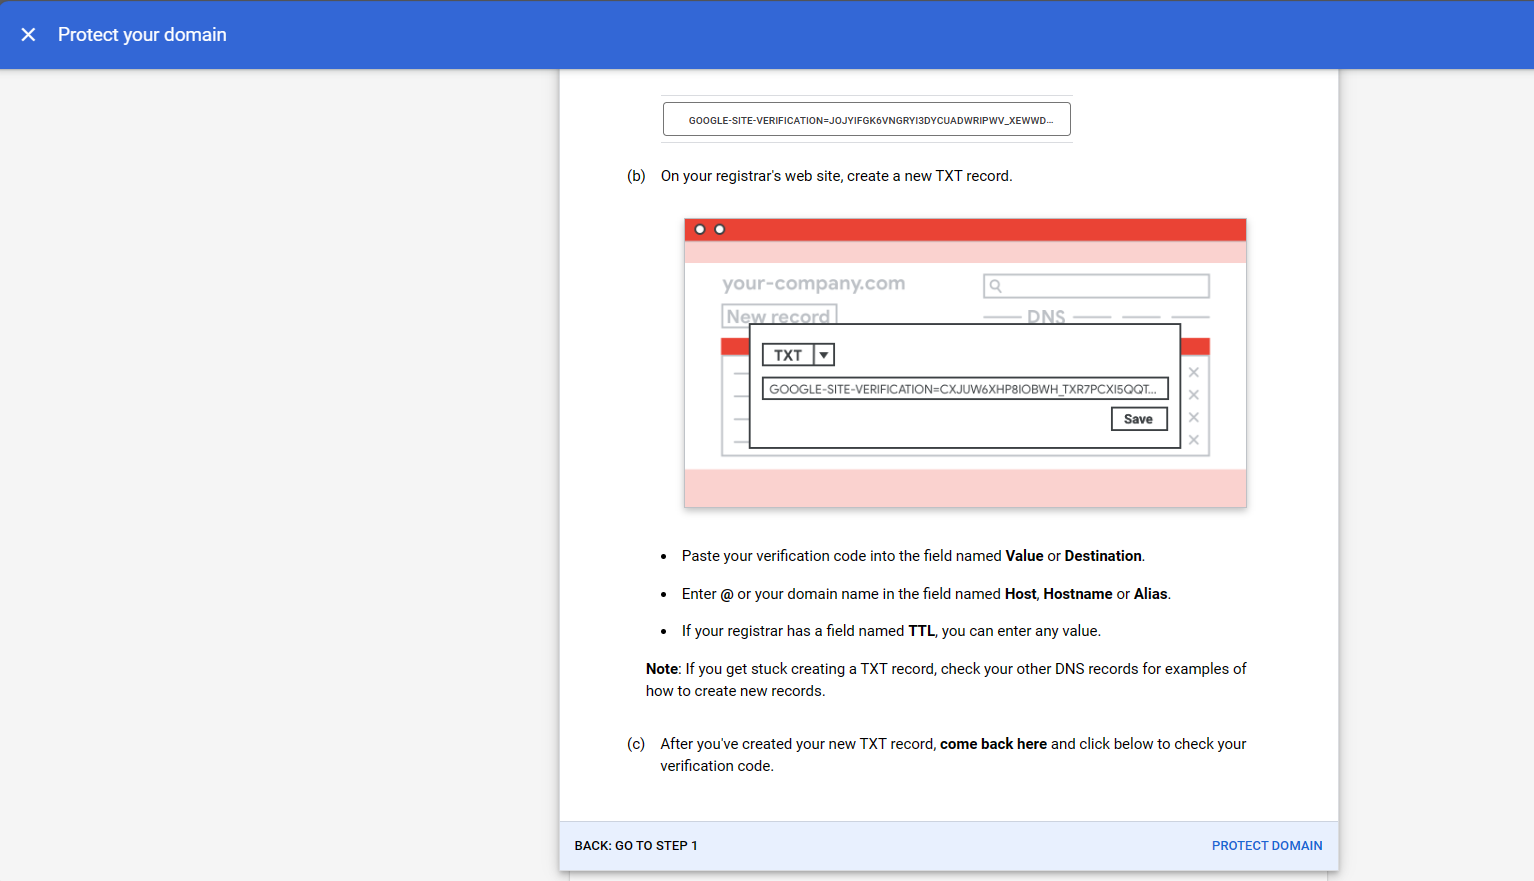 Protect your domain
GOOGLE-SITE-VERIFICATION=JOJYIFGK6VNGRYI3DYCUADWRIPWV_XEWWD...
(b) On your registrar's web site, create a new TXT record.
your-company.com
New record
DNS
TXT
GOOGLE-SITE-VERIFICATION=CXJUW6XHP8IOBWH_TXR7PCXI5QQT...
Save
• Paste your verification code into the field named Value or Destination.
• Enter @ or your domain name in the field named Host, Hostname or Alias.
• If your registrar has a field named TTL, you can enter any value.
Note: If you get stuck creating a TXT record, check your other DNS records for examples of
how to create new records.
(c) After you've created your new TXT record, come back here and click below to check your
verification code.
BACK: GO TO STEP 1
PROTECT DOMAIN